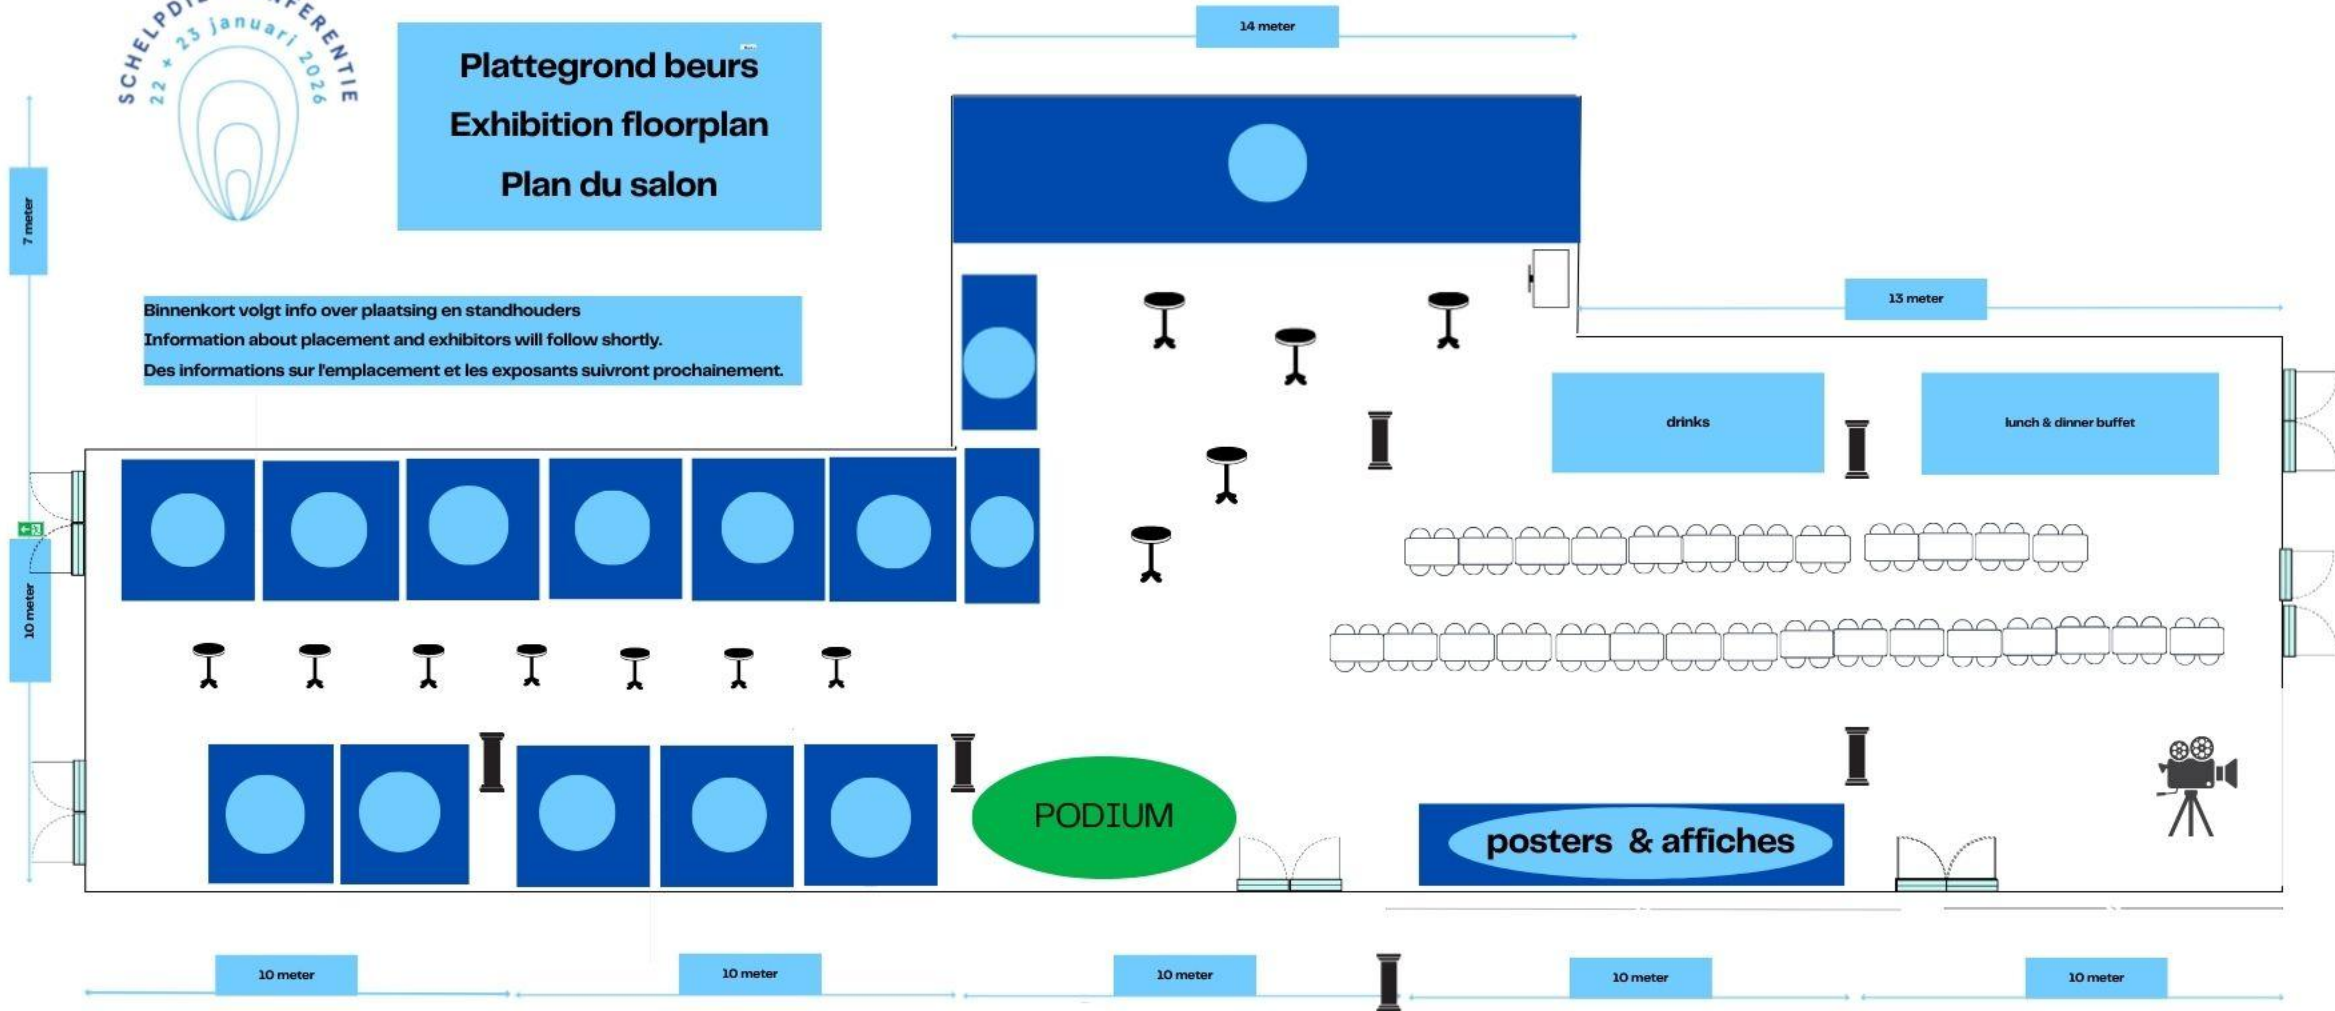 SCHELPDIE NFERENTIE
22 + 23 januari 2026
Plattegrond beurs
Exhibition floorplan
Plan du salon
14 meter
7 meter
Binnenkort volgt info over plaatsing en standhouders
Information about placement and exhibitors will follow shortly.
Des informations sur l'emplacement et les exposants suivront prochainement.
13 meter
drinks
lunch & dinner buffet
10 meter
PODIUM
posters & affiches
10 meter
10 meter
10 meter
10 meter
10 meter